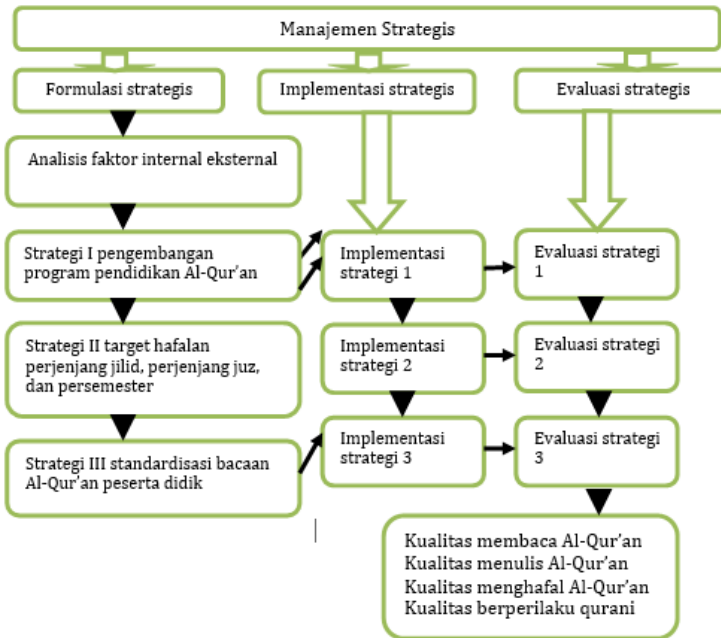 Manajemen Strategis
Formulasi strategis
Implementasi strategis
Evaluasi strategis
Analisis faktor internal eksternal
Strategi I pengembangan
program pendidikan Al-Qur'an
Implementasi
strategi 1
Evaluasi strategi
1
Strategi II target hafalan
perjenjang jilid, perjenjang juz,
dan persemester
Implementasi
strategi 2
Evaluasi strategi
2
Strategi III standardisasi bacaan
Al-Qur'an peserta didik
Implementasi
strategi 3
Evaluasi strategi
3
Kualitas membaca Al-Qur'an
Kualitas menulis Al-Qur'an
Kualitas menghafal Al-Qur'an
Kualitas berperilaku qurani